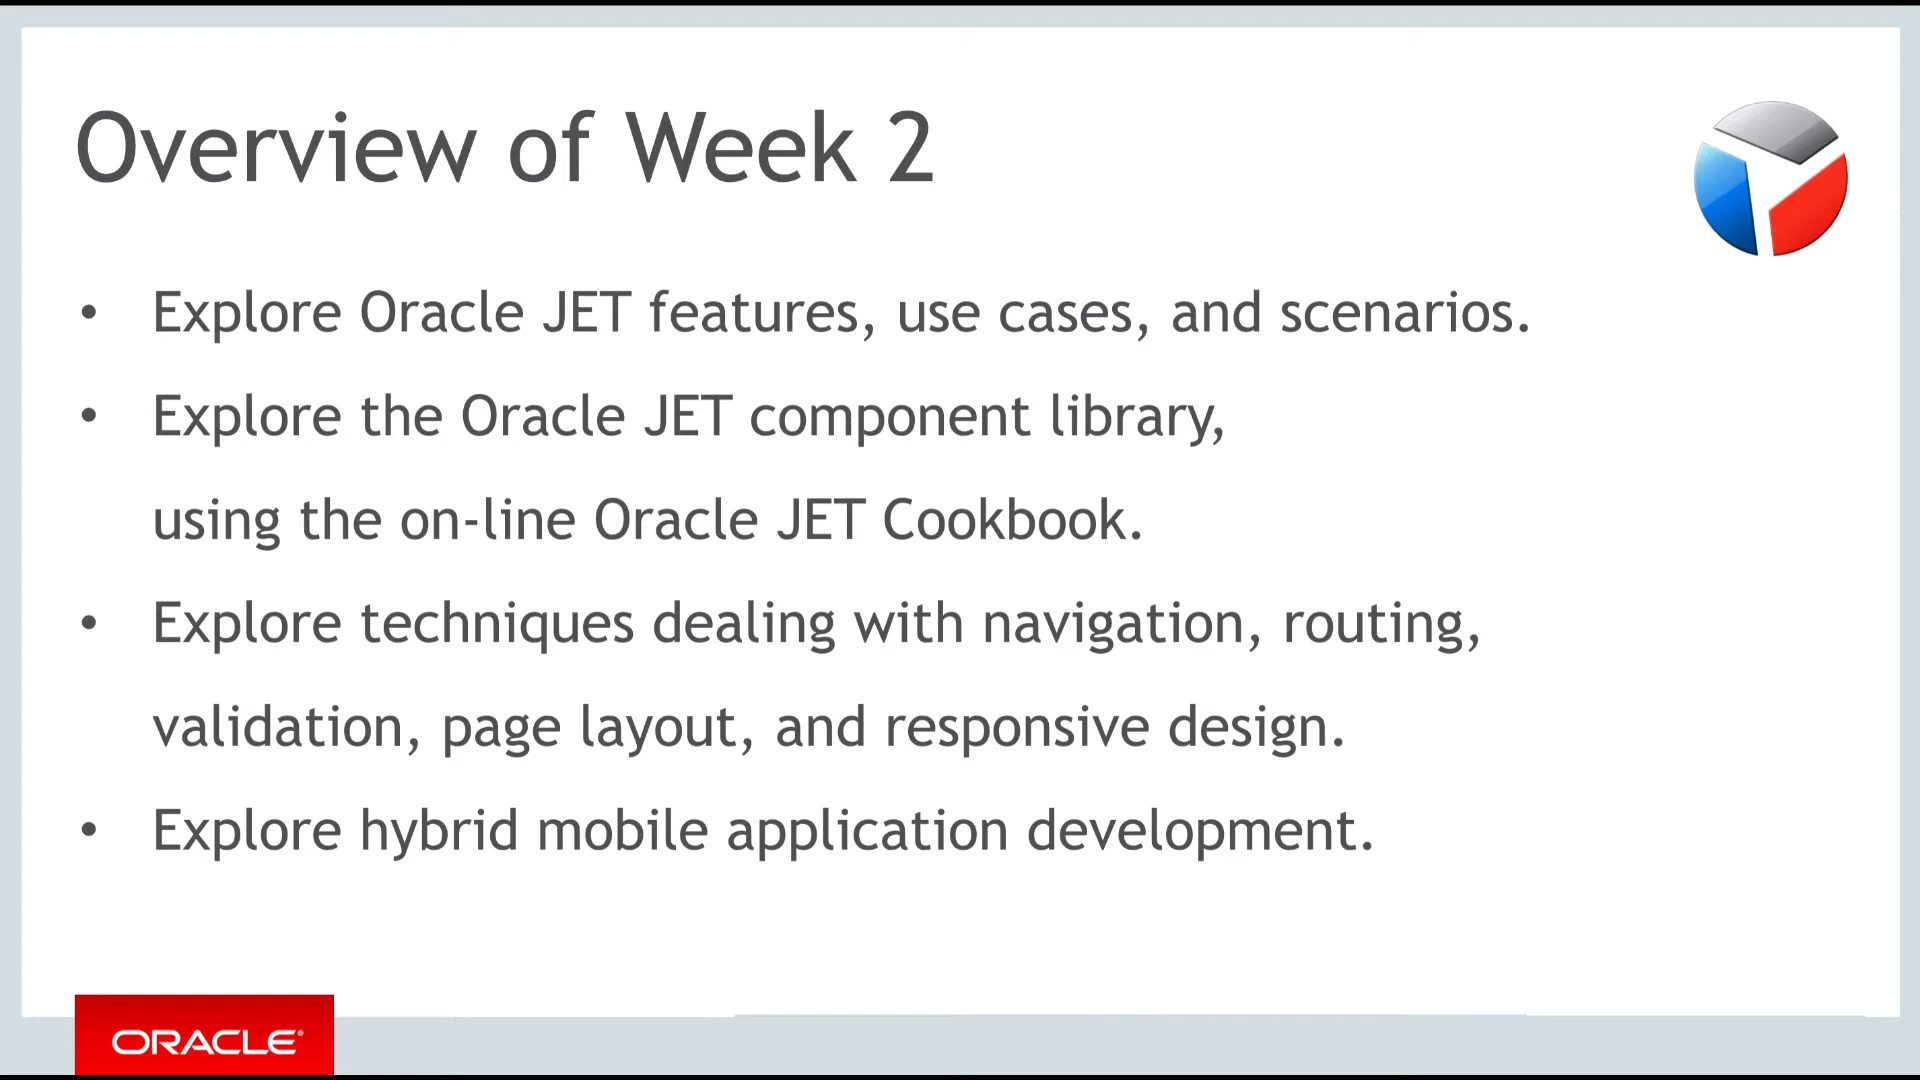 Overview of Week 2
• Explore Oracle JET features, use cases, and scenarios.
• Explore the Oracle JET component library,
using the on-line Oracle JET Cookbook.
• Explore techniques dealing with navigation, routing,
validation, page layout, and responsive design.
• Explore hybrid mobile application development.
ORACLE®